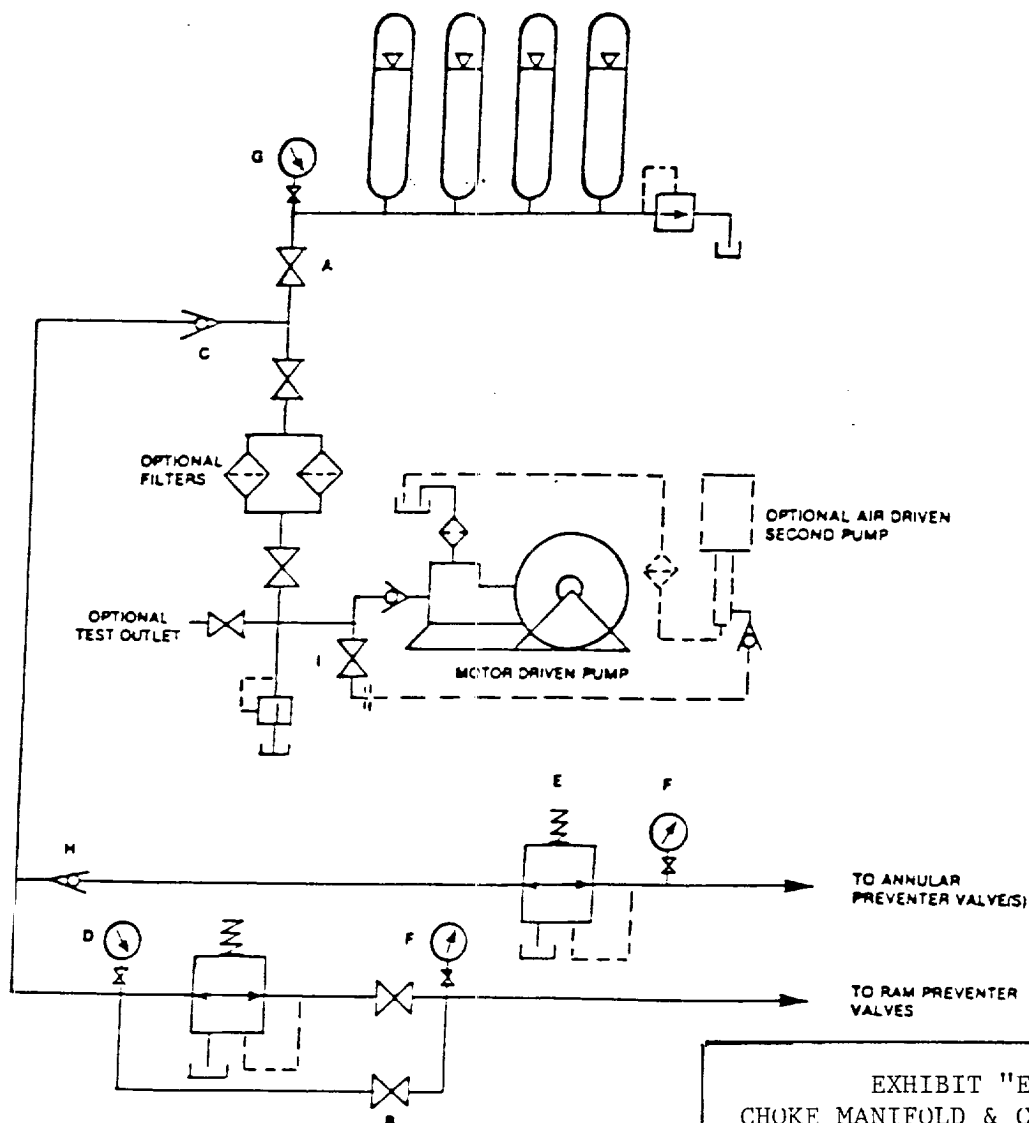 G
A
C
OPTIONAL
FILTERS
OPTIONAL AIR DRIVEN
SECOND PUMP
OPTIONAL
TEST OUTLET
I
MOTOR DRIVEN PUMP
E
F
H
TO ANNULAR
PREVENTER VALVE(S)
D
F
TO RAM PREVENTER
VALVES
EXHIBIT "E
CHOKE MANIFOLD & C